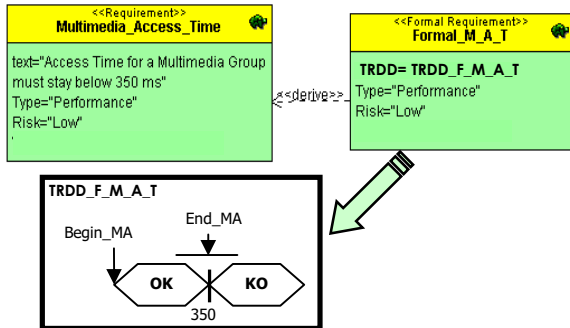 <<Requirement>>
Multimedia_Access_Time
text="Access Time for a Multimedia Group
must stay below 350 ms"
Type="Performance"
Risk="Low"
<<derive>>
<<Formal Requirement>>
Formal_M_A_T
TRDD= TRDD_F_M_A_T
Type="Performance"
Risk="Low"
TRDD_F_M_A_T
Begin_MA
End_MA
OK
KO
350